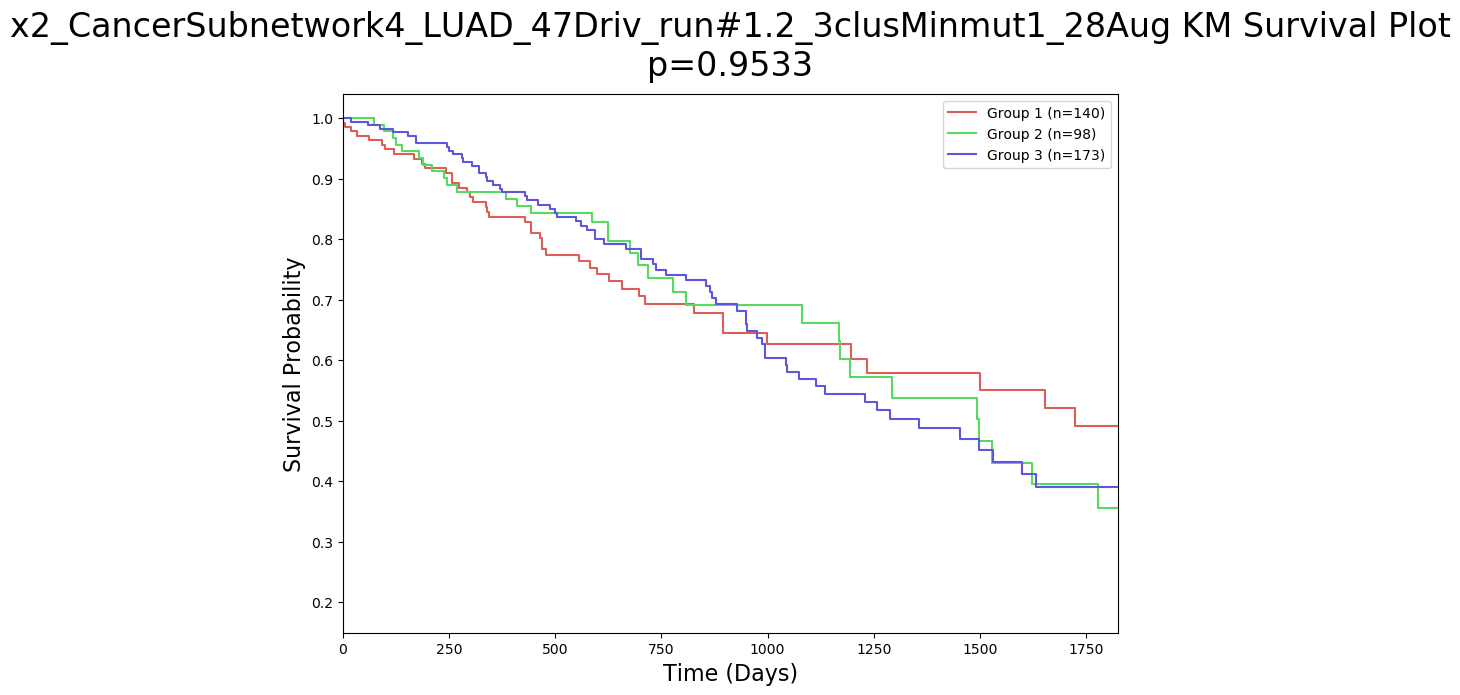 x2_CancerSubnetwork4_LUAD_47Driv_run#1.2_3clusMinmut1_28Aug KM Survival Plot
p=0.9533
Group 1 (n=140)
Group 2 (n=98)
Group 3 (n=173)
Survival Probability
1.0
0.9
0.8
0.7
0.6
0.5
0.4
0.3
0.2
0
250
500
750
1000
1250
1500
1750
Time (Days)